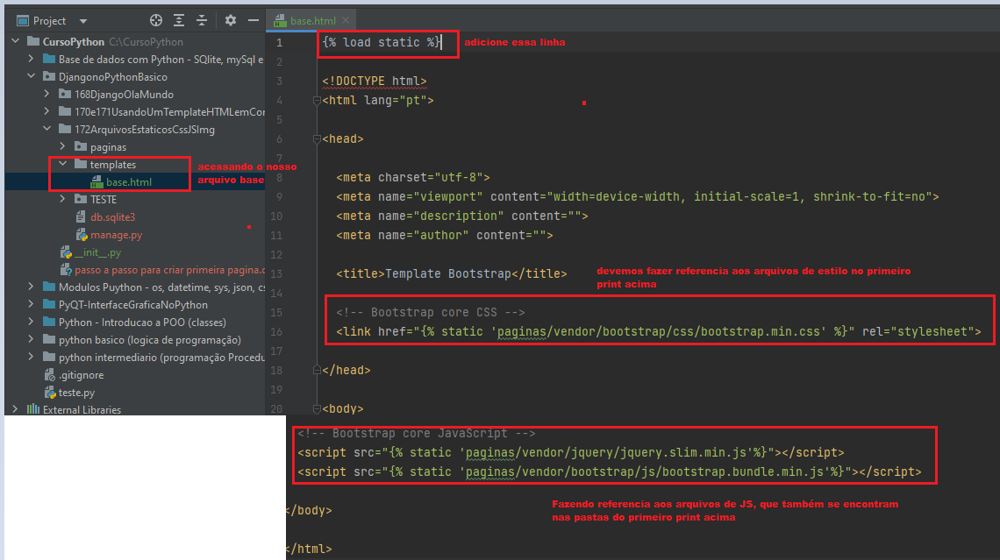 Project
base.html
CursoPython C:\CursoPython
Base de dados com Python - SQlite, mySql e
DjangonoPythonBasico
168DjangoOlaMundo
170e171UsandoUmTemplateHTMLemCor
172ArquivosEstaticosCssJSImg
paginas
templates
base.html
acessando o nosso
arquivo base
TESTE
db.sqlite3
manage.py
__init__.py
passo a passo para criar primeira pagina.c
Modulos Puython - os, datetime, sys, json, cs
PyQT-InterfaceGraficaNoPython
Python - Introducao a POO (classes)
python basico (logica de programação)
python intermediario (programação Procedu
.gitignore
teste.py
External Libraries
1 {% load static %} adicione essa linha
2
3 <!DOCTYPE html>
4 <html lang="pt">
5
6 <head>
7
8 <meta charset="utf-8">
9 <meta name="viewport" content="width=device-width, initial-scale=1, shrink-to-fit=no">
10 <meta name="description" content="">
11 <meta name="author" content="">
12
13 <title>Template Bootstrap</title>
devemos fazer referencia aos arquivos de estilo no primeiro
print acima
14
15 <!-- Bootstrap core CSS -->
16 <link href="{% static 'paginas/vendor/bootstrap/css/bootstrap.min.css' %}" rel="stylesheet">
17
18 </head>
19
20 <body>
<!-- Bootstrap core JavaScript -->
<script src="{% static 'paginas/vendor/jquery/jquery.slim.min.js'%}"></script>
<script src="{% static 'paginas/vendor/bootstrap/js/bootstrap.bundle.min.js'%}"></script>
Fazendo referencia aos arquivos de JS, que também se encontram
nas pastas do primeiro print acima
/body>
/html>